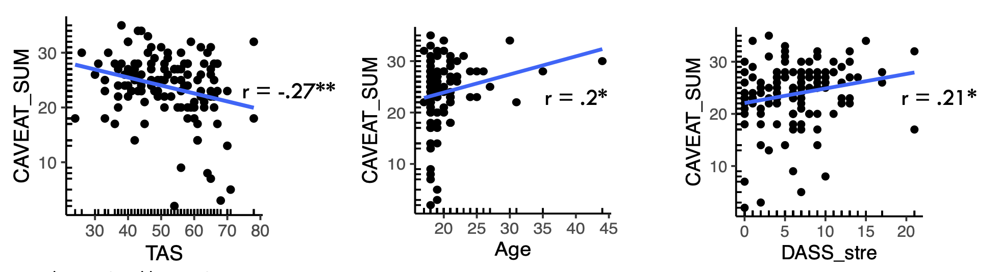 CAVEAT_SUM
30
20
10
30 40 50 60 70 80
TAS
r = -.27**
CAVEAT_SUM
30
20
10
20 25 30 35 40 45
Age
r = .2*
CAVEAT_SUM
30
20
10
0 5 10 15 20
DASS_stre
r = .21*